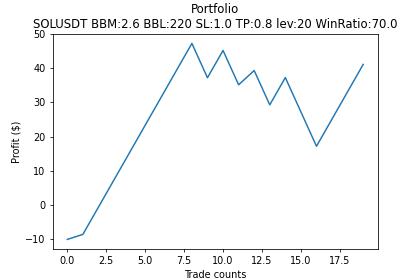 Portfolio
SOLUSDT BBM:2.6 BBL:220 SL:1.0 TP:0.8 lev:20 WinRatio:70.0
50
40
30
20
10
0
−10
Profit ($)
0.0 2.5 5.0 7.5 10.0 12.5 15.0 17.5
Trade counts